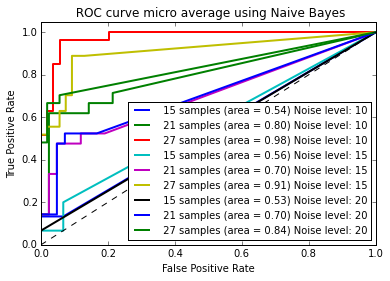 ROC curve micro average using Naive Bayes
True Positive Rate
1.0
0.8
0.6
0.4
0.2
0.0
15 samples (area = 0.54) Noise level: 10
21 samples (area = 0.80) Noise level: 10
27 samples (area = 0.98) Noise level: 10
15 samples (area = 0.56) Noise level: 15
21 samples (area = 0.70) Noise level: 15
27 samples (area = 0.91) Noise level: 15
15 samples (area = 0.53) Noise level: 20
21 samples (area = 0.70) Noise level: 20
27 samples (area = 0.84) Noise level: 20
0.0 0.2 0.4 0.6 0.8 1.0
False Positive Rate